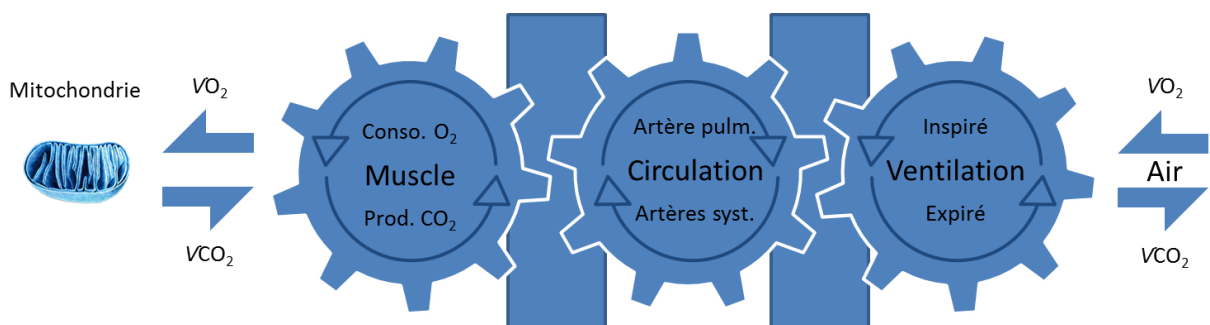 Mitochondrie
VO₂
VCO₂
Conso. O₂
Muscle
Prod. CO₂
Artère pulm.
Circulation
Artères syst.
Inspiré
Ventilation
Expiré
VO₂
Air
VCO₂